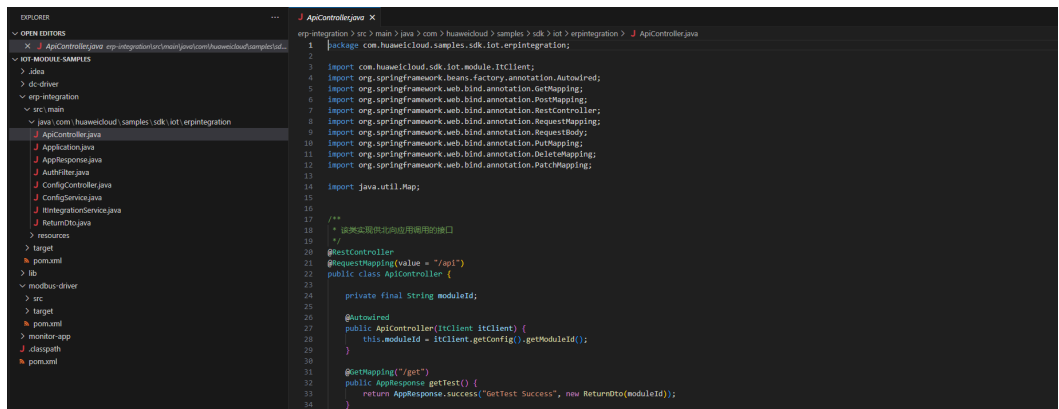 EXPLORER
OPEN EDITORS
ApiController.java erp-integration\src\main\java\com\huaweicloud\samples\sd...
IOT-MODULE-SAMPLES
.idea
dc-driver
erp-integration
src\main
java\com\huaweicloud\samples\sdk\iot\erpintegration
ApiController.java
Application.java
AppResponse.java
AuthFilter.java
ConfigController.java
ConfigService.java
ItIntegrationService.java
ReturnDto.java
resources
target
pom.xml
lib
modbus-driver
src
target
pom.xml
monitor-app
.classpath
pom.xml
ApiController.java
erp-integration > src > main > java > com > huaweicloud > samples > sdk > iot > erpintegration > ApiController.java
1 package com.huaweicloud.samples.sdk.iot.erpintegration;
2
3 import com.huaweicloud.sdk.iot.module.ItClient;
4 import org.springframework.beans.factory.annotation.Autowired;
5 import org.springframework.web.bind.annotation.GetMapping;
6 import org.springframework.web.bind.annotation.PostMapping;
7 import org.springframework.web.bind.annotation.RestController;
8 import org.springframework.web.bind.annotation.RequestMapping;
9 import org.springframework.web.bind.annotation.RequestBody;
10 import org.springframework.web.bind.annotation.PutMapping;
11 import org.springframework.web.bind.annotation.DeleteMapping;
12 import org.springframework.web.bind.annotation.PatchMapping;
13
14 import java.util.Map;
15
16
17 /**
18 * 该类实现供北向应用调用的接口
19 */
20 @RestController
21 @RequestMapping(value = "/api")
22 public class ApiController {
23
24 private final String moduleId;
25
26 @Autowired
27 public ApiController(ItClient itClient) {
28 this.moduleId = itClient.getConfig().getModuleId();
29 }
30
31 @GetMapping("/get")
32 public AppResponse getTest() {
33 return AppResponse.success("GetTest Success", new ReturnDto(moduleId));
34 }